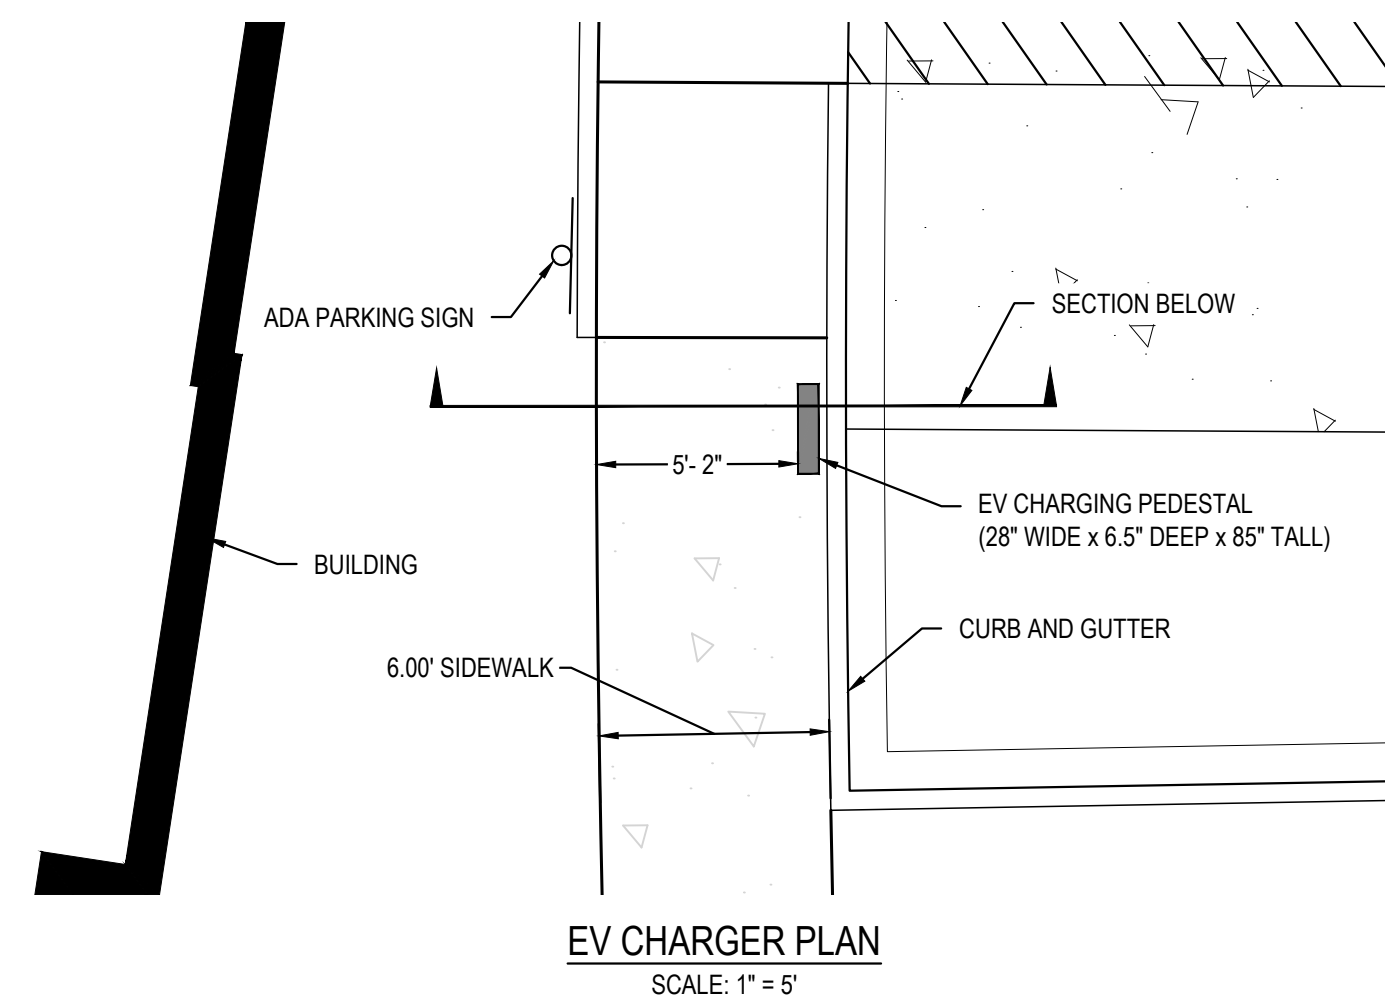 ADA PARKING SIGN
SECTION BELOW
5'- 2"
EV CHARGING PEDESTAL
(28" WIDE x 6.5" DEEP x 85" TALL)
BUILDING
CURB AND GUTTER
6.00' SIDEWALK
EV CHARGER PLAN
SCALE: 1" = 5'